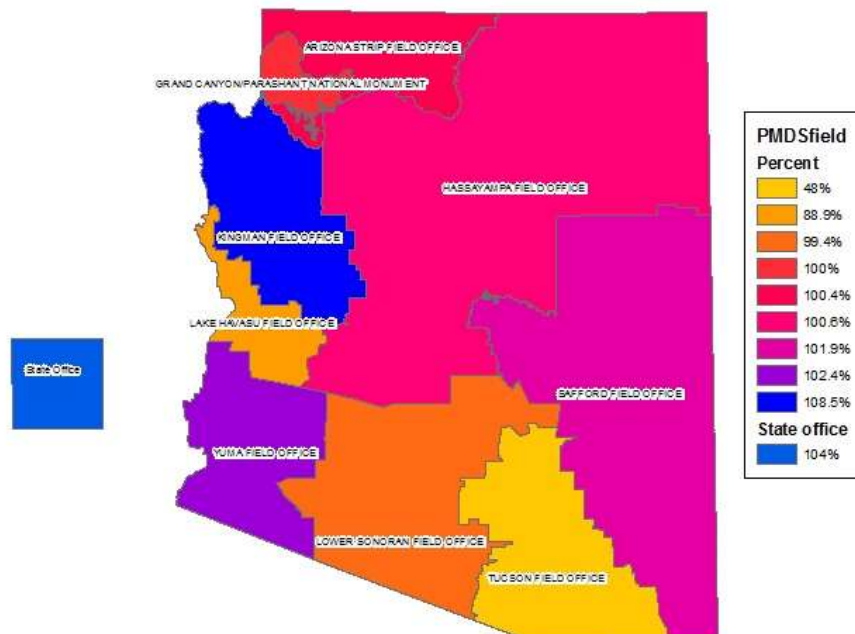 ARIZONA STRIP FIELD OFFICE
GRAND CANYON/PARASHANT NATIONAL MONUMENT
HASSAYAMPA FIELD OFFICE
KINGMAN FIELD OFFICE
LAKE HAVASU FIELD OFFICE
State Office
SAFFORD FIELD OFFICE
YUMA FIELD OFFICE
LOWER SONORAN FIELD OFFICE
TUCSON FIELD OFFICE
PMDSfield
Percent
48%
88.9%
99.4%
100%
100.4%
100.6%
101.9%
102.4%
108.5%
State office
104%